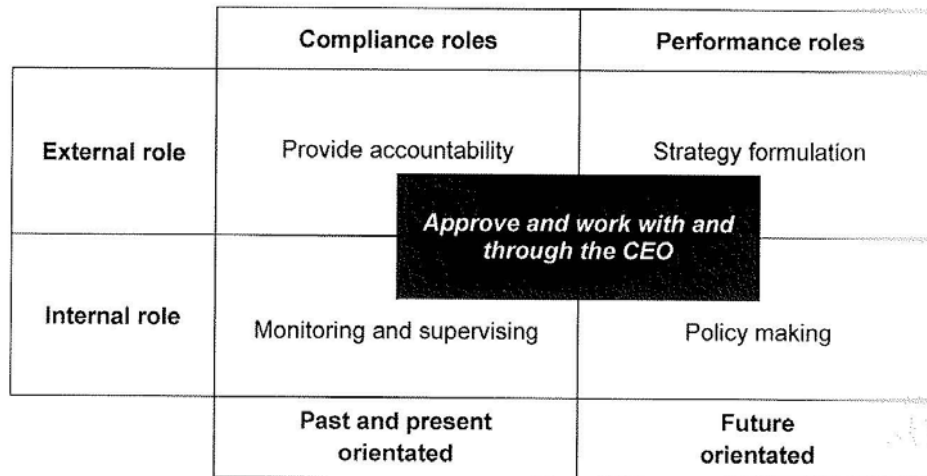 Compliance roles
Performance roles
External role
Provide accountability
Strategy formulation
Approve and work with and
through the CEO
Internal role
Monitoring and supervising
Policy making
Past and present
orientated
Future
orientated